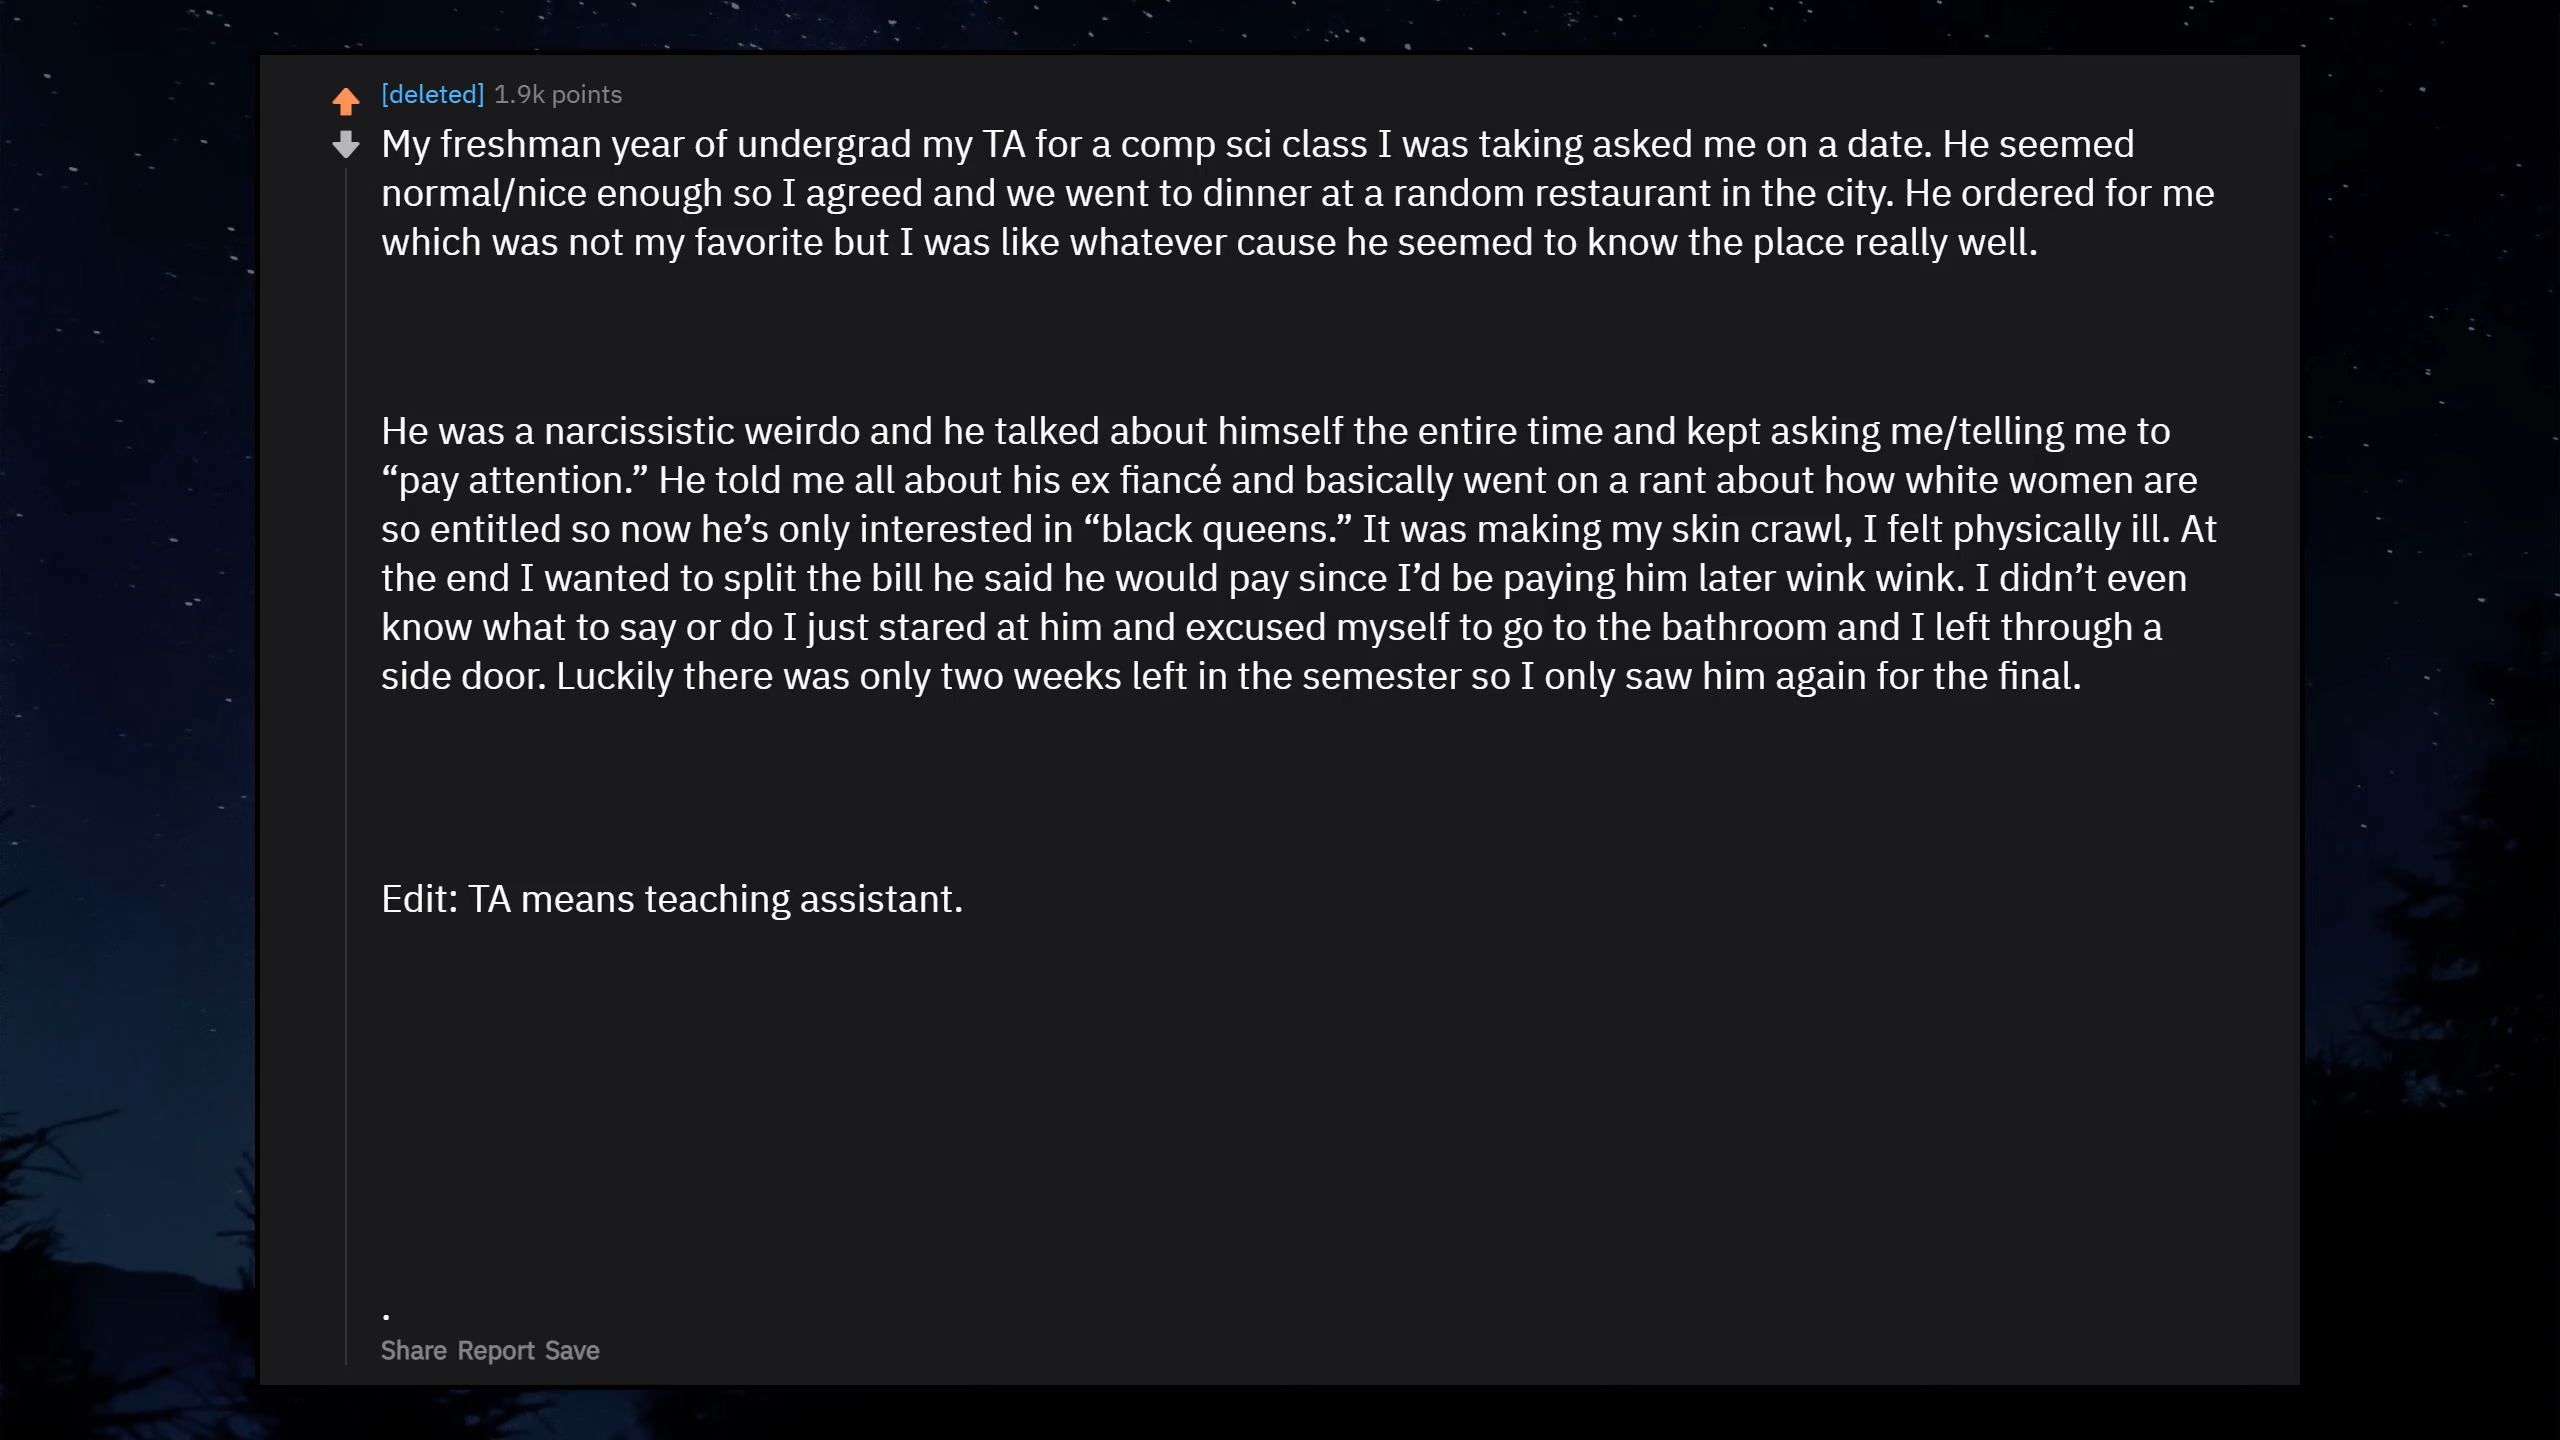 [deleted] 1.9k points
My freshman year of undergrad my TA for a comp sci class I was taking asked me on a date. He seemed
normal/nice enough so I agreed and we went to dinner at a random restaurant in the city. He ordered for me
which was not my favorite but I was like whatever cause he seemed to know the place really well.
He was a narcissistic weirdo and he talked about himself the entire time and kept asking me/telling me to
“pay attention.” He told me all about his ex fiancé and basically went on a rant about how white women are
so entitled so now he’s only interested in “black queens.” It was making my skin crawl, I felt physically ill. At
the end I wanted to split the bill he said he would pay since I’d be paying him later wink wink. I didn’t even
know what to say or do I just stared at him and excused myself to go to the bathroom and I left through a
side door. Luckily there was only two weeks left in the semester so I only saw him again for the final.
Edit: TA means teaching assistant.
.
Share Report Save